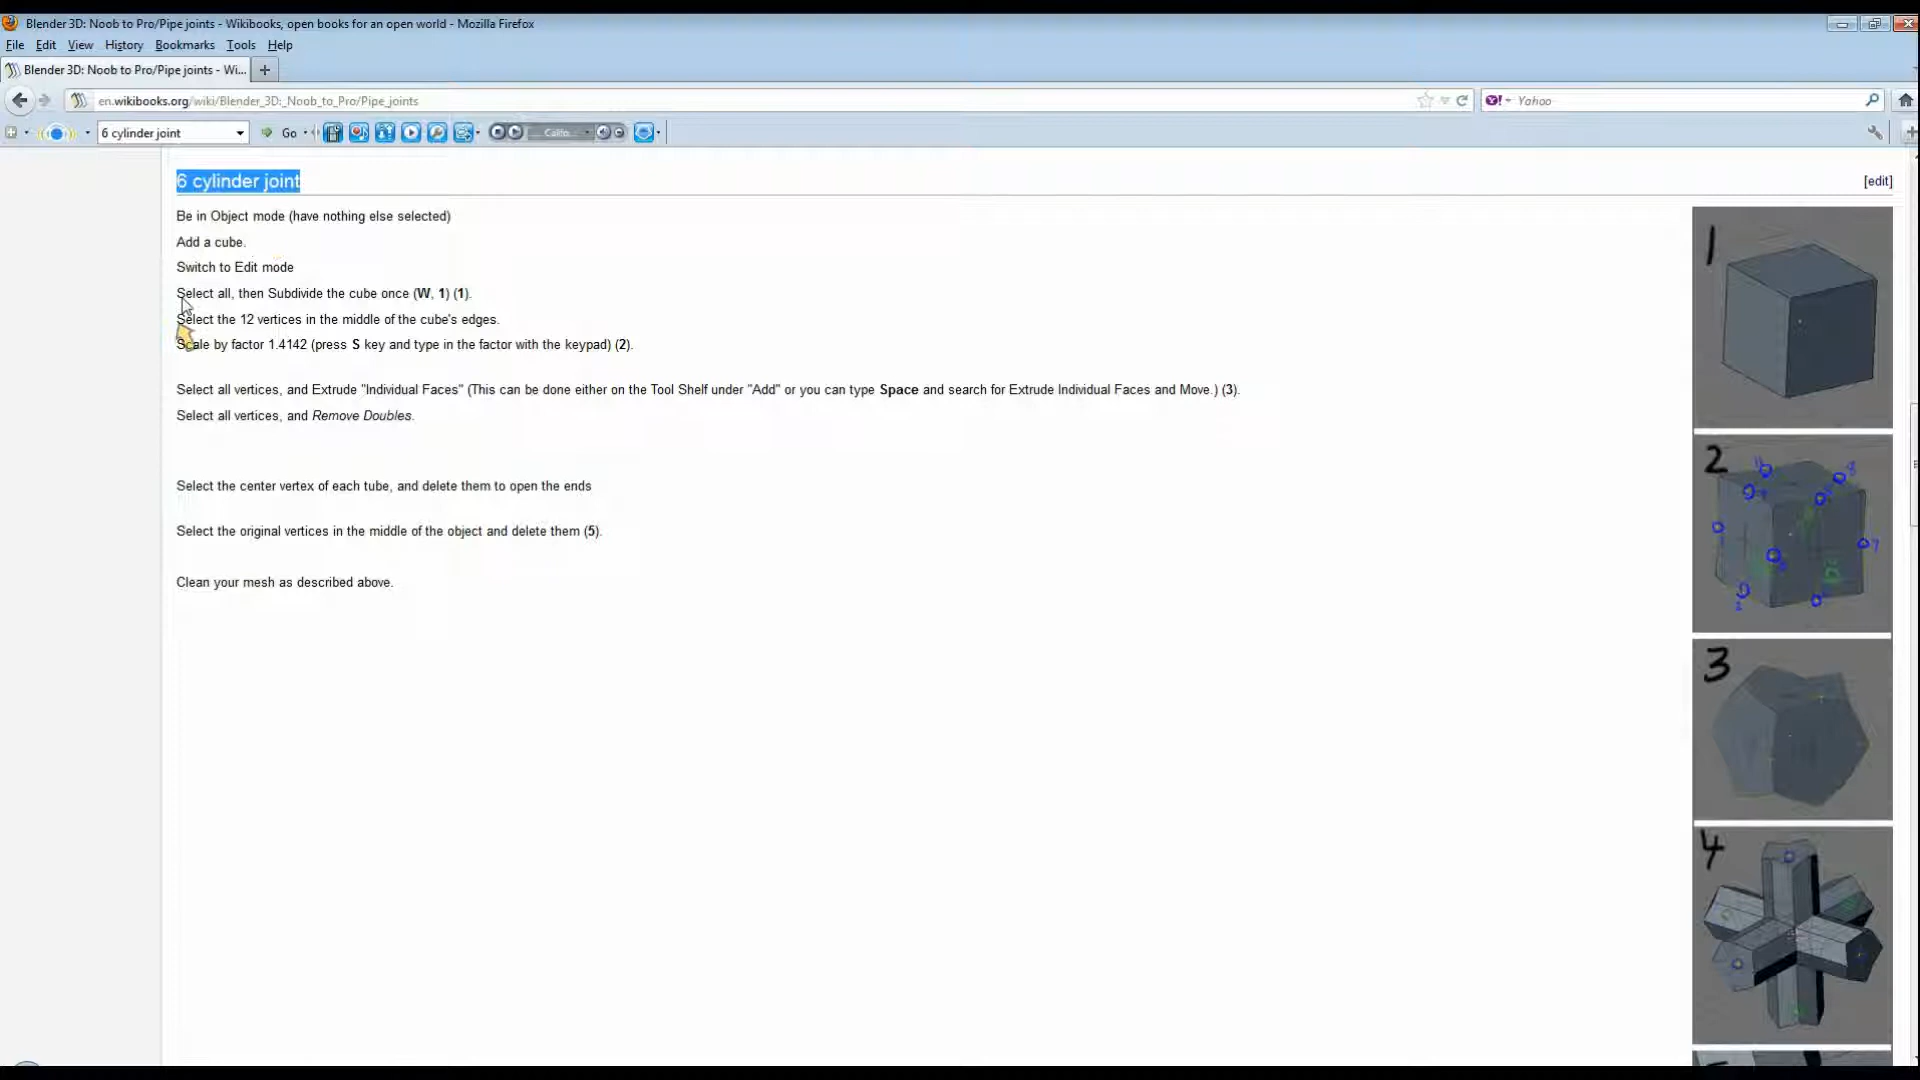 Blender 3D: Noob to Pro/Pipe joints - Wikibooks, open books for an open world - Mozilla Firefox
File Edit View History Bookmarks Tools Help
Blender 3D: Noob to Pro/Pipe joints - Wi...
en.wikibooks.org/wiki/Blender_3D:_Noob_to_Pro/Pipe_joints
Yahoo
6 cylinder joint
Go
Califo
6 cylinder joint
[edit]
Be in Object mode (have nothing else selected)
Add a cube.
Switch to Edit mode
Select all, then Subdivide the cube once (W, 1) (1).
Select the 12 vertices in the middle of the cube's edges.
Scale by factor 1.4142 (press S key and type in the factor with the keypad) (2).
Select all vertices, and Extrude "Individual Faces" (This can be done either on the Tool Shelf under "Add" or you can type Space and search for Extrude Individual Faces and Move.) (3).
Select all vertices, and Remove Doubles.
Select the center vertex of each tube, and delete them to open the ends
Select the original vertices in the middle of the object and delete them (5).
Clean your mesh as described above.
1
2
3
4